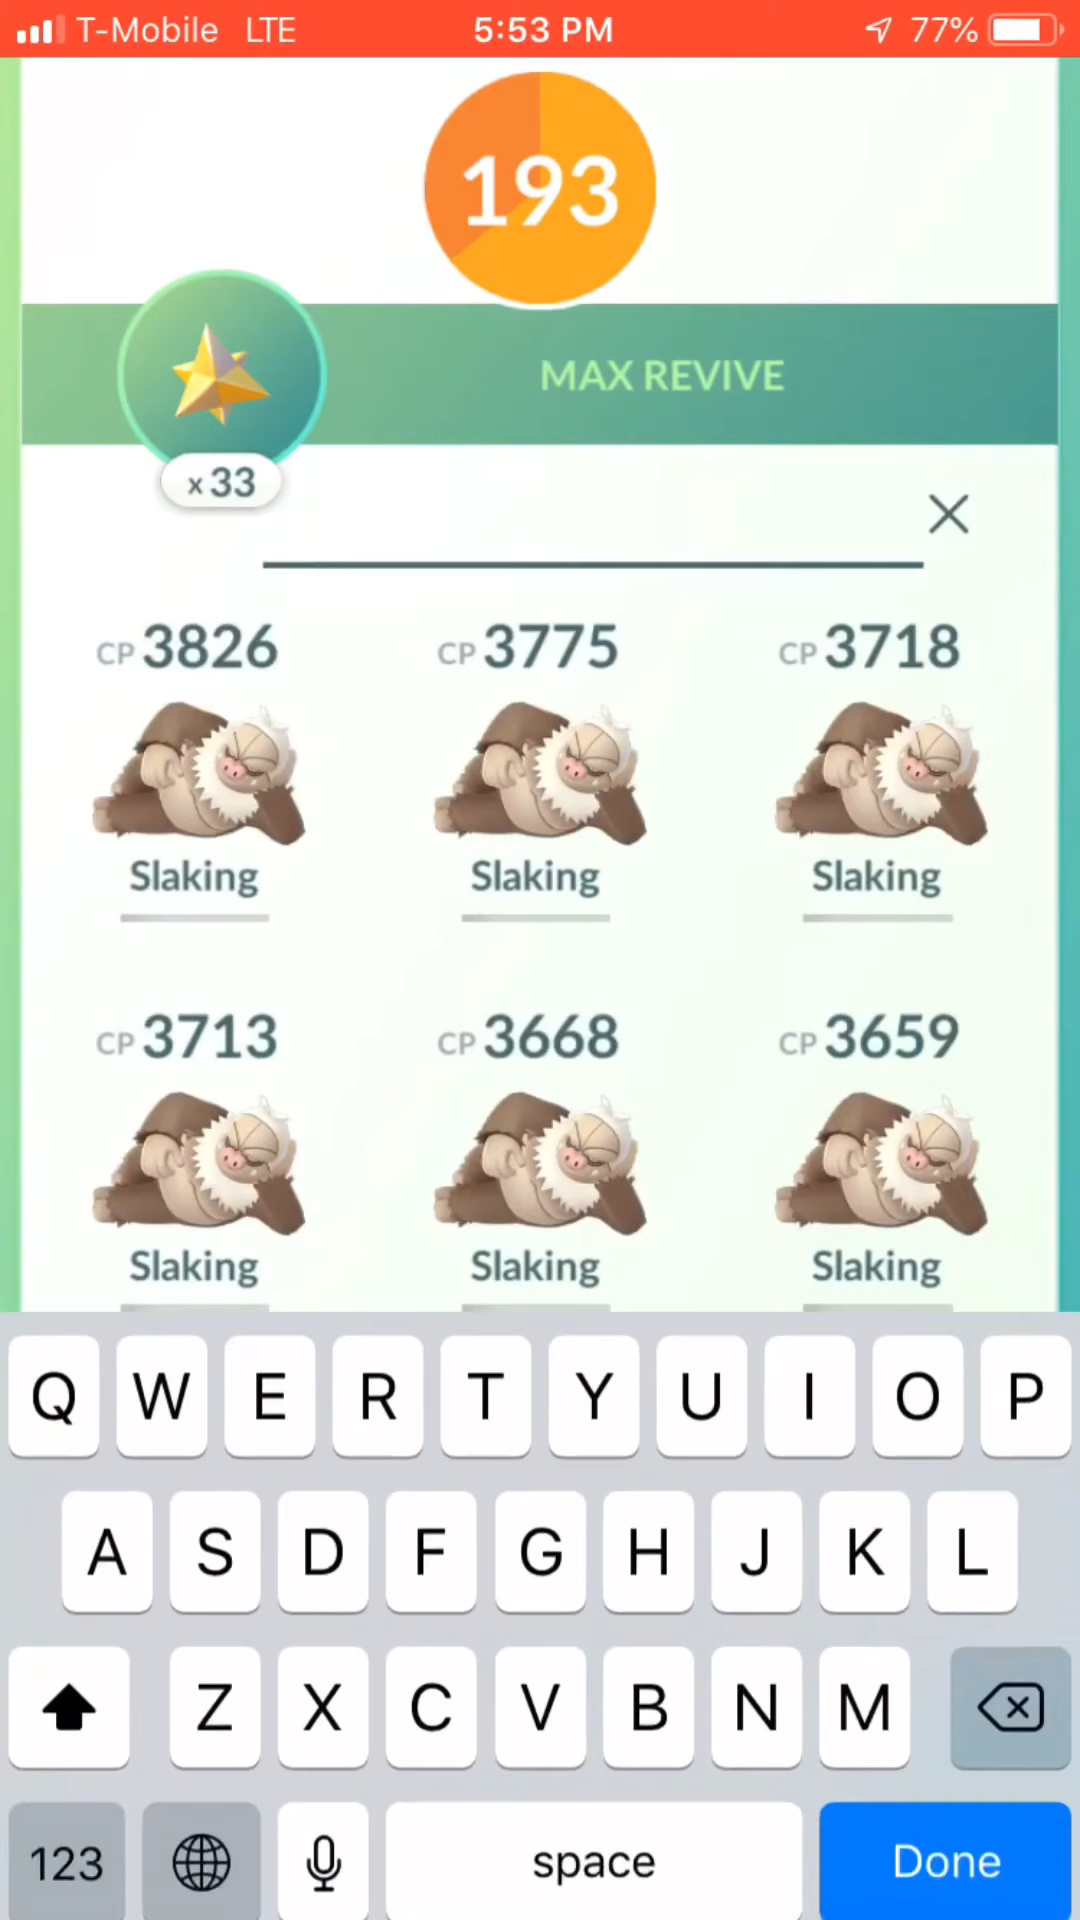 T-Mobile LTE 5:53 PM 77%
193
MAX REVIVE
x 33
CP 3826 CP 3775 CP 3718
Slaking Slaking Slaking
CP 3713 CP 3668 CP 3659
Slaking Slaking Slaking
Q W E R T Y U I O P
A S D F G H J K L
Z X C V B N M
123 space Done